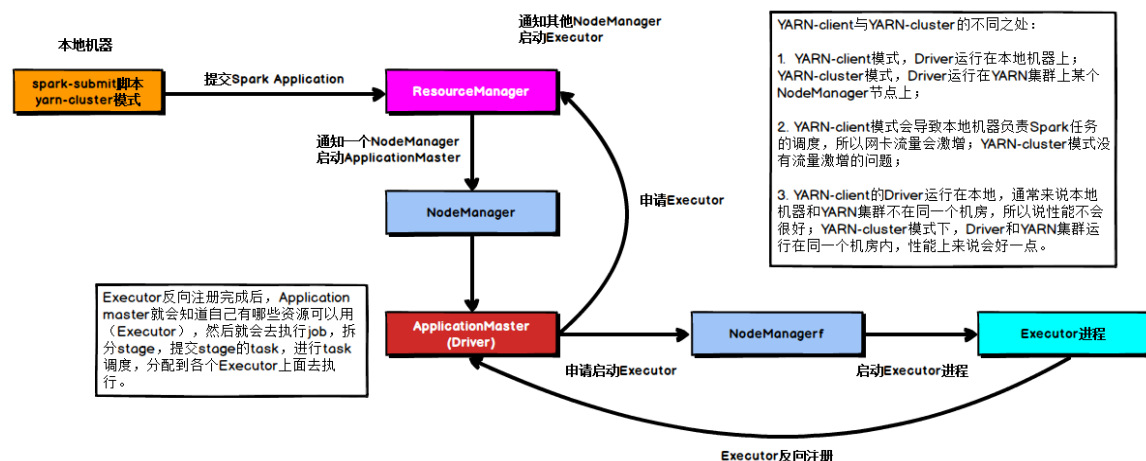 通知其他NodeManager
启动Executor
本地机器
spark-submit脚本
yarn-cluster模式
提交Spark Application
ResourceManager
通知一个NodeManager
启动ApplicationMaster
NodeManager
申请Executor
YARN-client与YARN-cluster的不同之处：
1. YARN-client模式，Driver运行在本地机器上；
YARN-cluster模式，Driver运行在YARN集群上某个
NodeManager节点上；
2. YARN-client模式会导致本地机器负责Spark任务
的调度，所以网卡流量会激增；YARN-cluster模式没
有流量激增的问题；
3. YARN-client的Driver运行在本地，通常来说本地
机器和YARN集群不在同一个机房，所以说性能不会
很好；YARN-cluster模式下，Driver和YARN集群运
行在同一个机房内，性能上来说会好一点。
Executor反向注册完成后，Application
master就会知道自己有哪些资源可以用
（Executor），然后就会去执行job，拆
分stage，提交stage的task，进行task
调度，分配到各个Executor上面去执
行。
ApplicationMaster
(Driver)
申请启动Executor
NodeManagerf
启动Executor进程
Executor进程
Executor反向注册